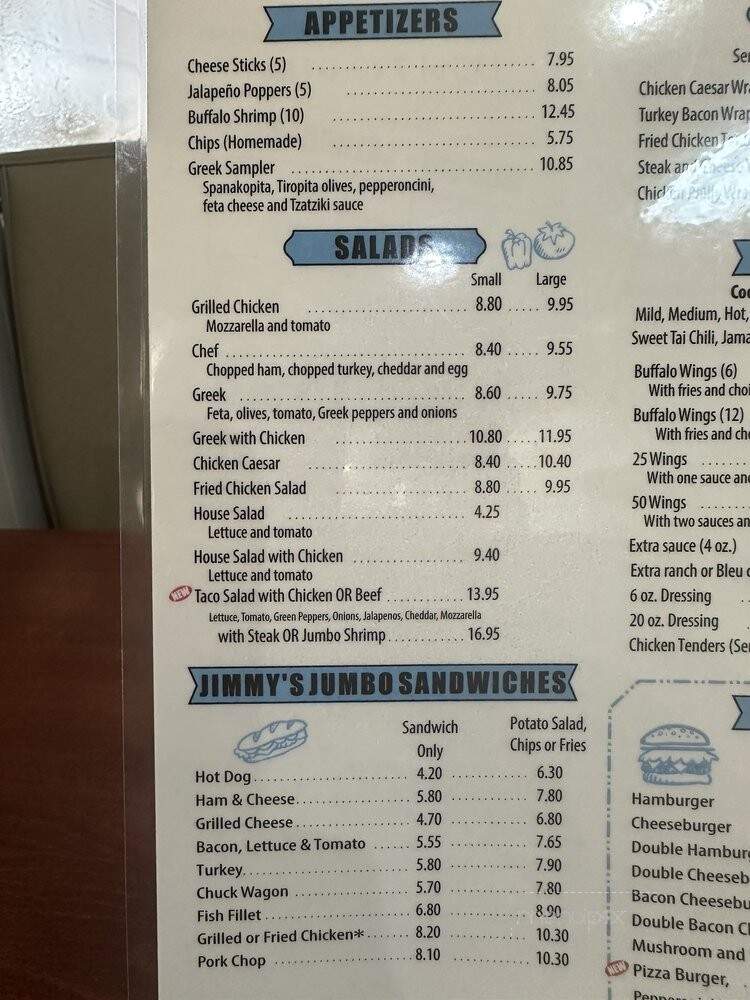 APPETIZERS
Cheese Sticks (5) 7.95
Jalapeño Poppers (5) 8.05
Buffalo Shrimp (10) 12.45
Chips (Homemade) 5.75
Greek Sampler 10.85
Spanakopita, Tiropita olives, pepperoncini,
feta cheese and Tzatziki sauce
SALADS
Small Large
Grilled Chicken 8.80 9.95
Mozzarella and tomato
Chef 8.40 9.55
Chopped ham, chopped turkey, cheddar and egg
Greek 8.60 9.75
Feta, olives, tomato, Greek peppers and onions
Greek with Chicken 10.80 11.95
Chicken Caesar 8.40 10.40
Fried Chicken Salad 8.80 9.95
House Salad 4.25
Lettuce and tomato
House Salad with Chicken 9.40
Lettuce and tomato
NEW Taco Salad with Chicken OR Beef 13.95
Lettuce, Tomato, Green Peppers, Onions, Jalapenos, Cheddar, Mozzarella
with Steak OR Jumbo Shrimp 16.95
JIMMY'S JUMBO SANDWICHES
Sandwich Only
Potato Salad, Chips or Fries
Hot Dog 4.20 6.30
Ham & Cheese 5.80 7.80
Grilled Cheese 4.70 6.80
Bacon, Lettuce & Tomato 5.55 7.65
Turkey 5.80 7.90
Chuck Wagon 5.70 7.80
Fish Fillet 6.80 8.90
Grilled or Fried Chicken* 8.20 10.30
Pork Chop 8.10 10.30
Chicken Caesar
Turkey Bacon
Fried Chicken
Steak and
Mild, Medium, Hot,
Sweet Tai Chili,
Buffalo Wings (6)
With fries and
Buffalo Wings (12)
With fries and
25 Wings
With one sauce
50 Wings
With two sauces
Extra sauce (4 oz.)
Extra ranch or Bleu
6 oz. Dressing
20 oz. Dressing
Chicken Tenders
Hamburger
Cheeseburger
Double
Double
Bacon
Double Bacon
Mushroom and
NEW Pizza Burger,